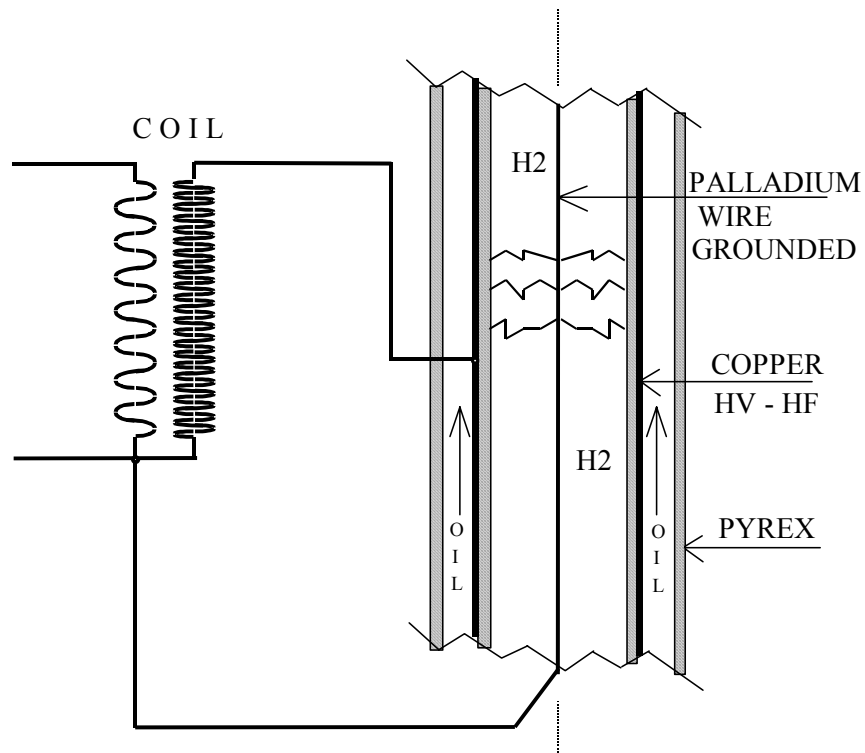 C O I L
H2
PALLADIUM
WIRE
GROUNDED
COPPER
HV - HF
H2
O
I
L
O
I
L
PYREX